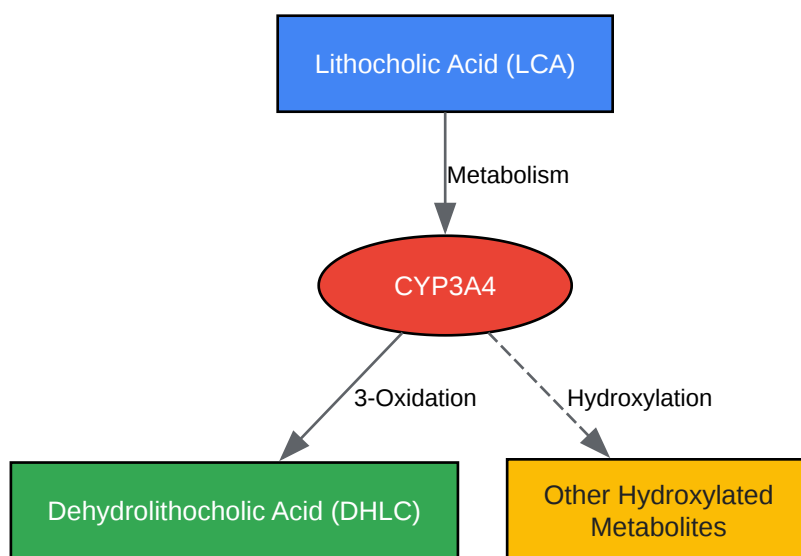 Lithocholic Acid (LCA)
Metabolism
CYP3A4
3-Oxidation
Hydroxylation
Dehydrolithocholic Acid (DHLC)
Other Hydroxylated
Metabolites